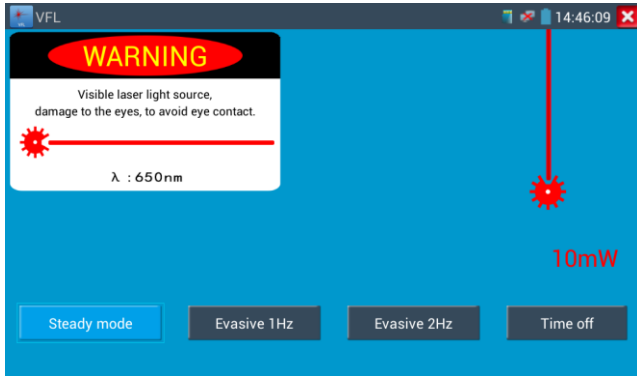 VFL
14:46:09
WARNING
Visible laser light source,
damage to the eyes, to avoid eye contact.
λ :650nm
10mW
Steady mode
Evasive 1Hz
Evasive 2Hz
Time off